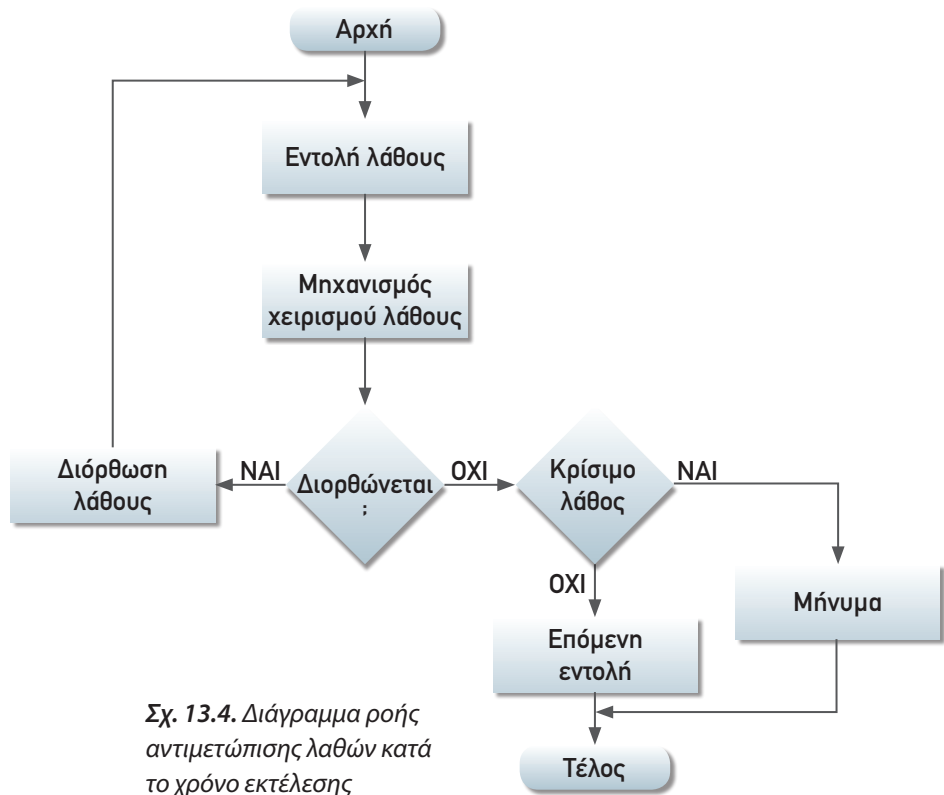 Αρχή
Εντολή λάθους
Μηχανισμός
χειρισμού λάθους
Διόρθωση
λάθους
ΝΑΙ
Διορθώνεται
;
ΟΧΙ
Κρίσιμο
λάθος
ΝΑΙ
ΟΧΙ
Μήνυμα
Επόμενη
εντολή
Τέλος
Σχ. 13.4. Διάγραμμα ροής
αντιμετώπισης λαθών κατά
το χρόνο εκτέλεσης